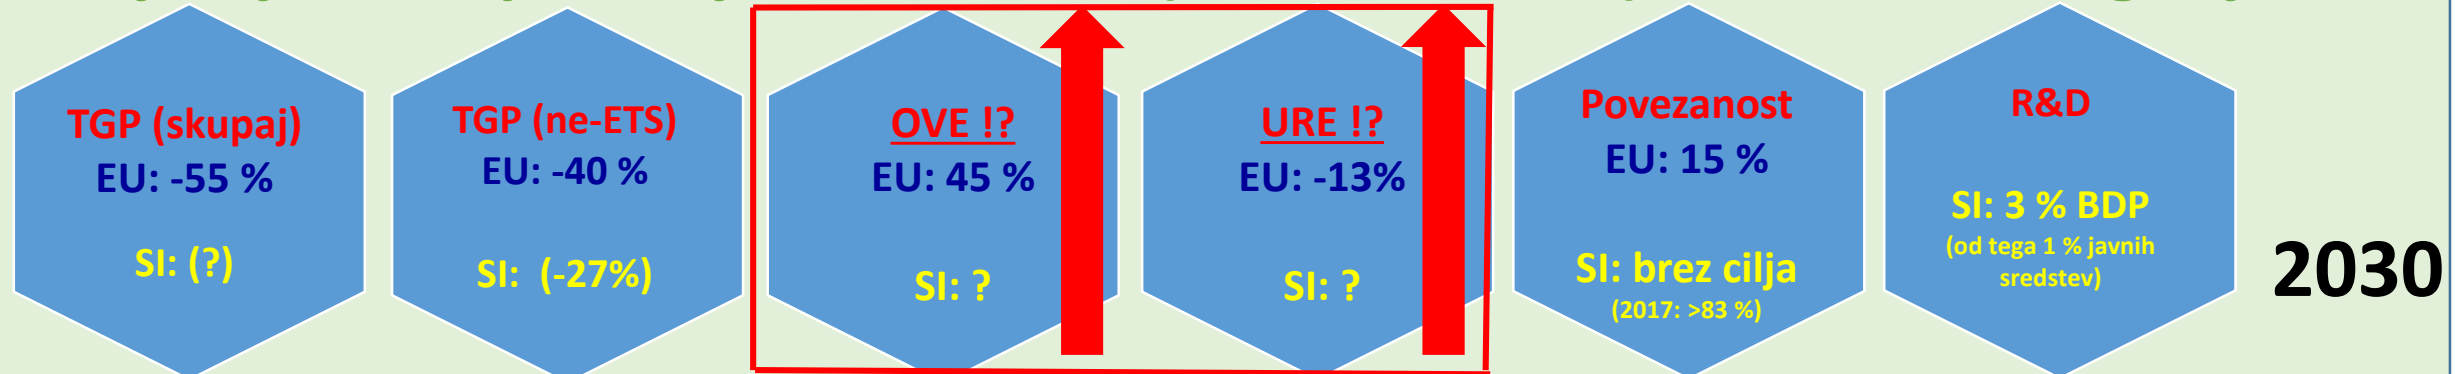 TGP (skupaj)
EU: -55 %
SI: (?)
TGP (ne-ETS)
EU: -40 %
SI: (-27%)
OVE !?
EU: 45 %
SI: ?
URE !?
EU: -13%
SI: ?
Povezanost
EU: 15 %
SI: brez cilja
(2017: >83 %)
R&D
SI: 3 % BDP
(od tega 1 % javnih
sredstev)
2030